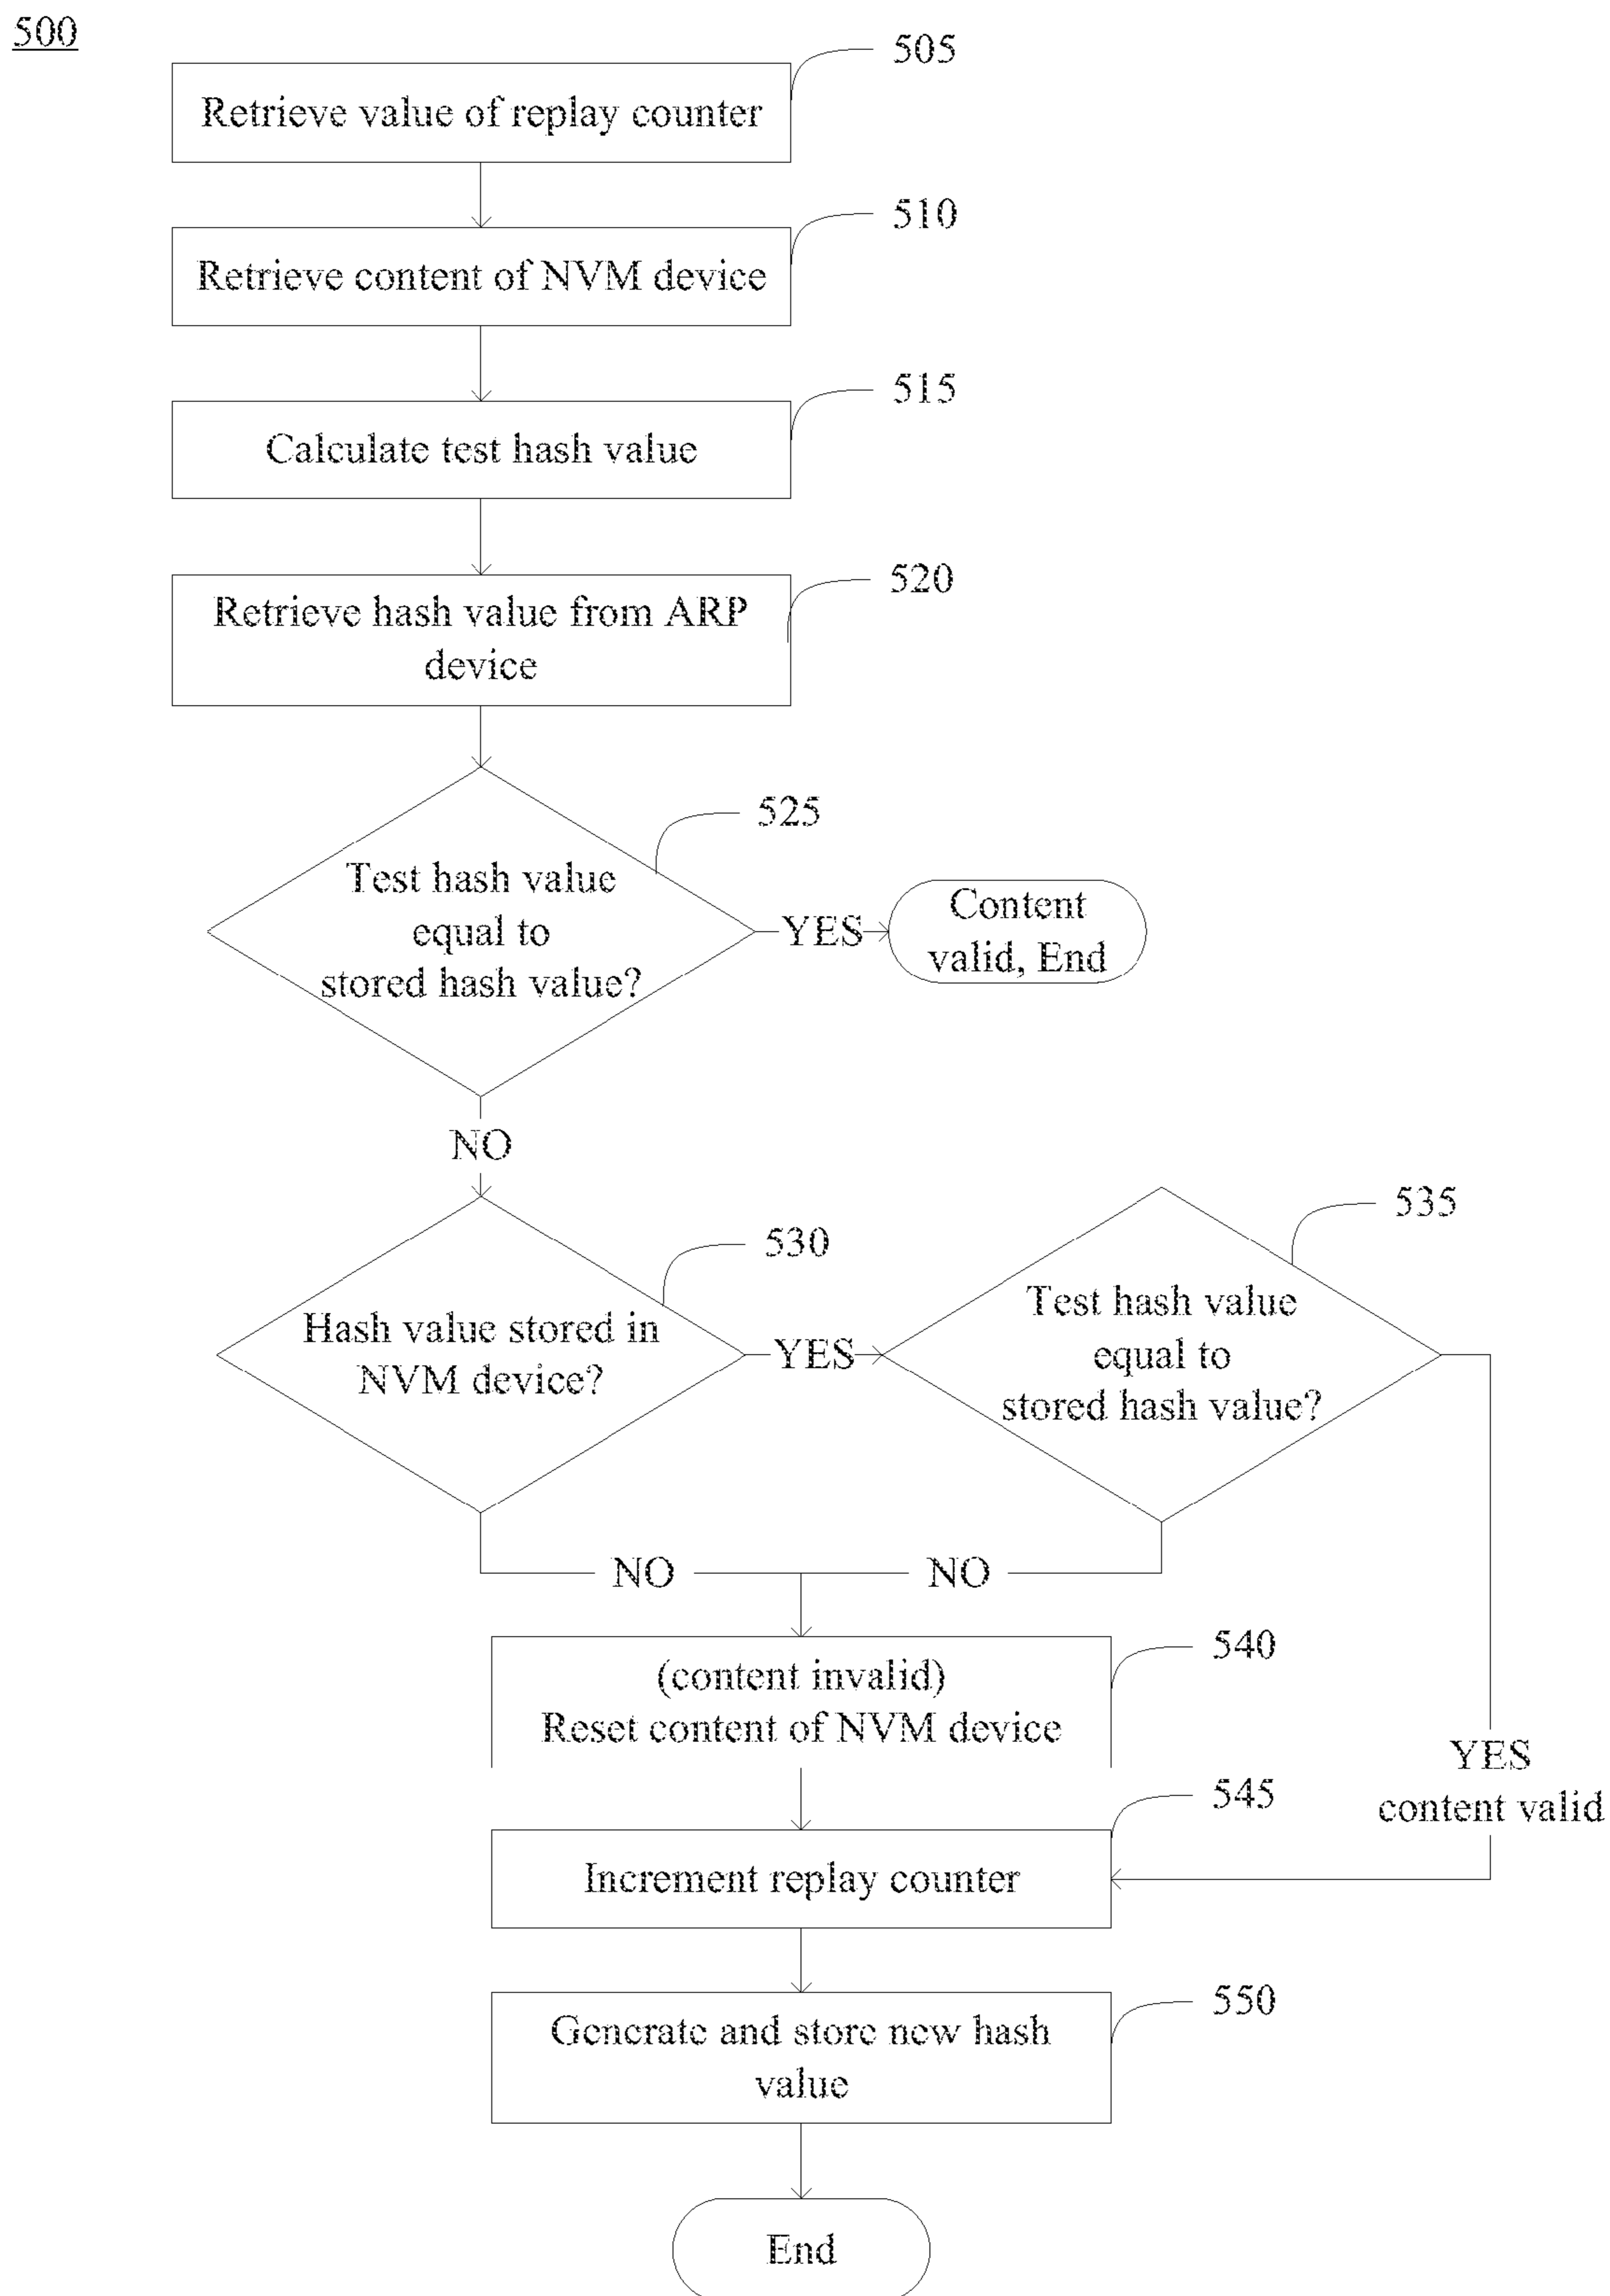 500
505
Retrieve value of replay counter
510
Retrieve content of NVM device
515
Calculate test hash value
520
Retrieve hash value from ARP
device
525
Test hash value
equal to
stored hash value?
YES
Content
valid, End
NO
530
Hash value stored in
NVM device?
YES
535
Test hash value
equal to
stored hash value?
NO
NO
540
(content invalid)
Reset content of NVM device
YES
content valid
545
Increment replay counter
550
Generate and store new hash
value
End